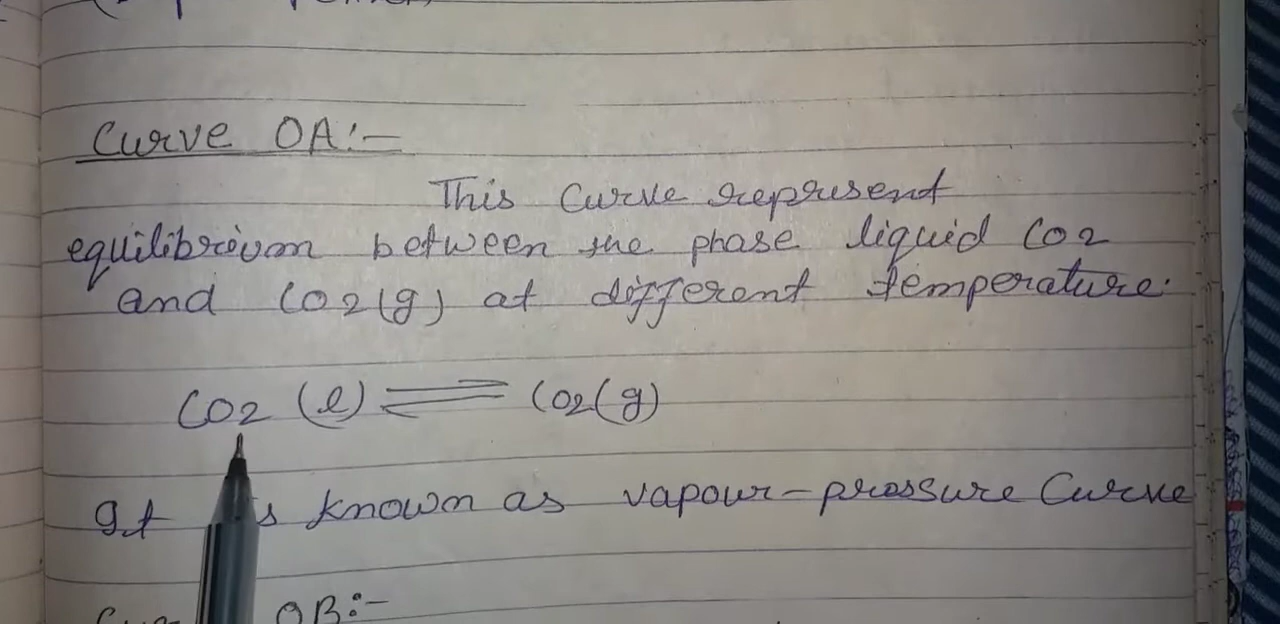 Curve OA:-
This Curve represent
equilibrium between the phase liquid CO2
and CO2(g) at different temperature.
CO2 (l) ⇌ CO2(g)
It is known as vapour-pressure Curve
OB:-